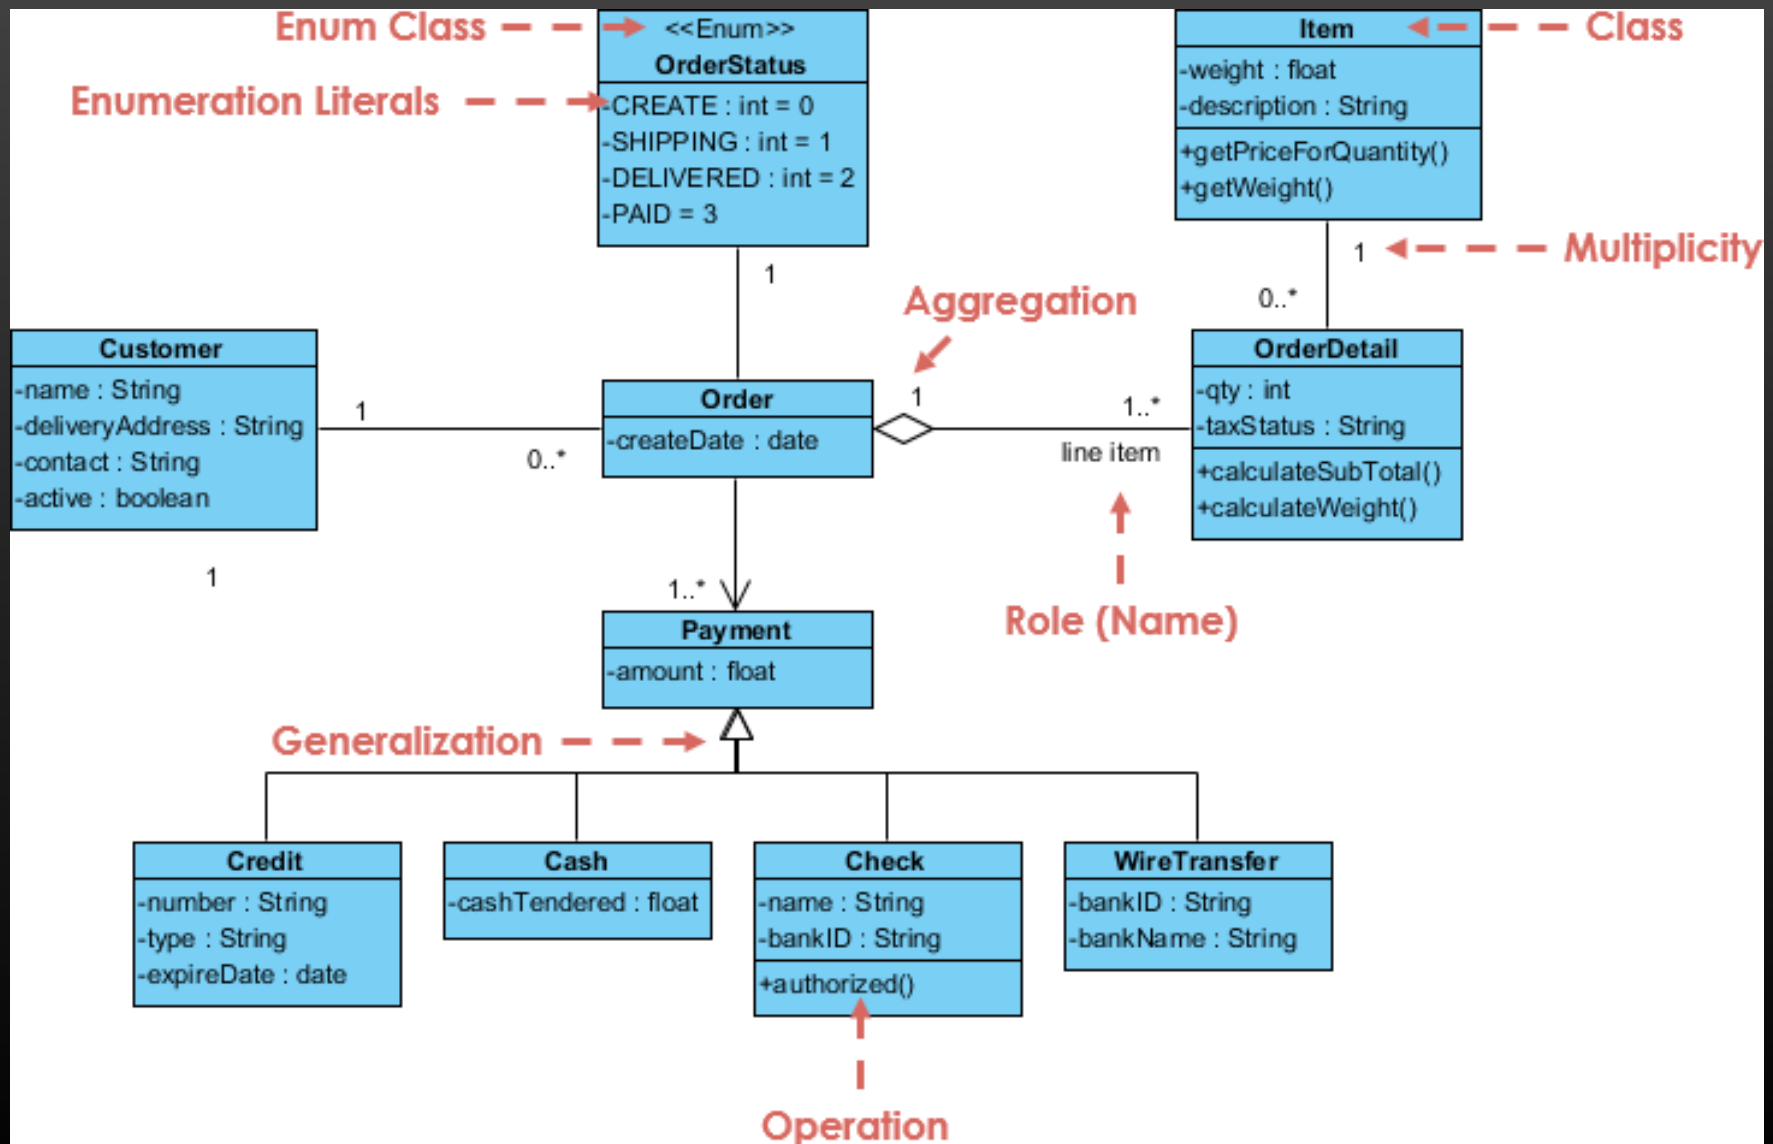 Enum Class
<<Enum>>
OrderStatus
Enumeration Literals
-CREATE : int = 0
-SHIPPING : int = 1
-DELIVERED : int = 2
-PAID = 3
Item
Class
-weight : float
-description : String
+getPriceForQuantity()
+getWeight()
1
Multiplicity
0..*
1
Aggregation
Customer
-name : String
-deliveryAddress : String
-contact : String
-active : boolean
1
0..*
Order
-createDate : date
1
1..*
line item
OrderDetail
-qty : int
-taxStatus : String
+calculateSubTotal()
+calculateWeight()
Role (Name)
1
1..*
Payment
-amount : float
Generalization
Credit
-number : String
-type : String
-expireDate : date
Cash
-cashTendered : float
Check
-name : String
-bankID : String
+authorized()
WireTransfer
-bankID : String
-bankName : String
Operation